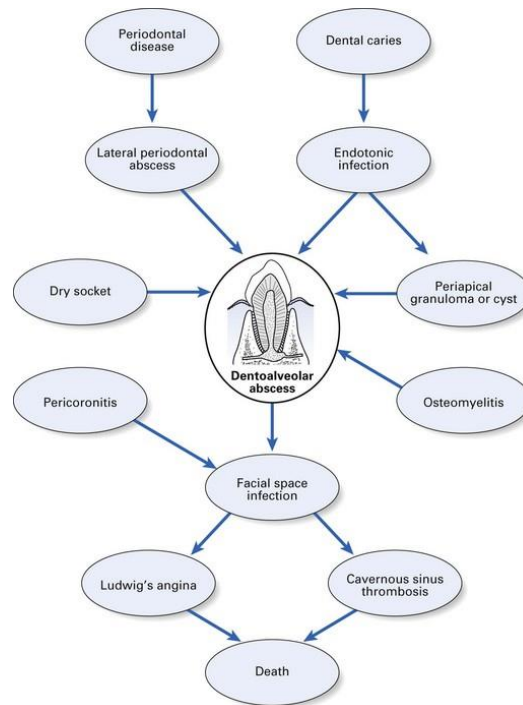 Periodontal
disease
Dental caries
Lateral periodontal
abscess
Endotonic
infection
Dry socket
Periapical
granuloma or cyst
Dentoalveolar
abscess
Pericoronitis
Osteomyelitis
Facial space
infection
Ludwig's angina
Cavernous sinus
thrombosis
Death